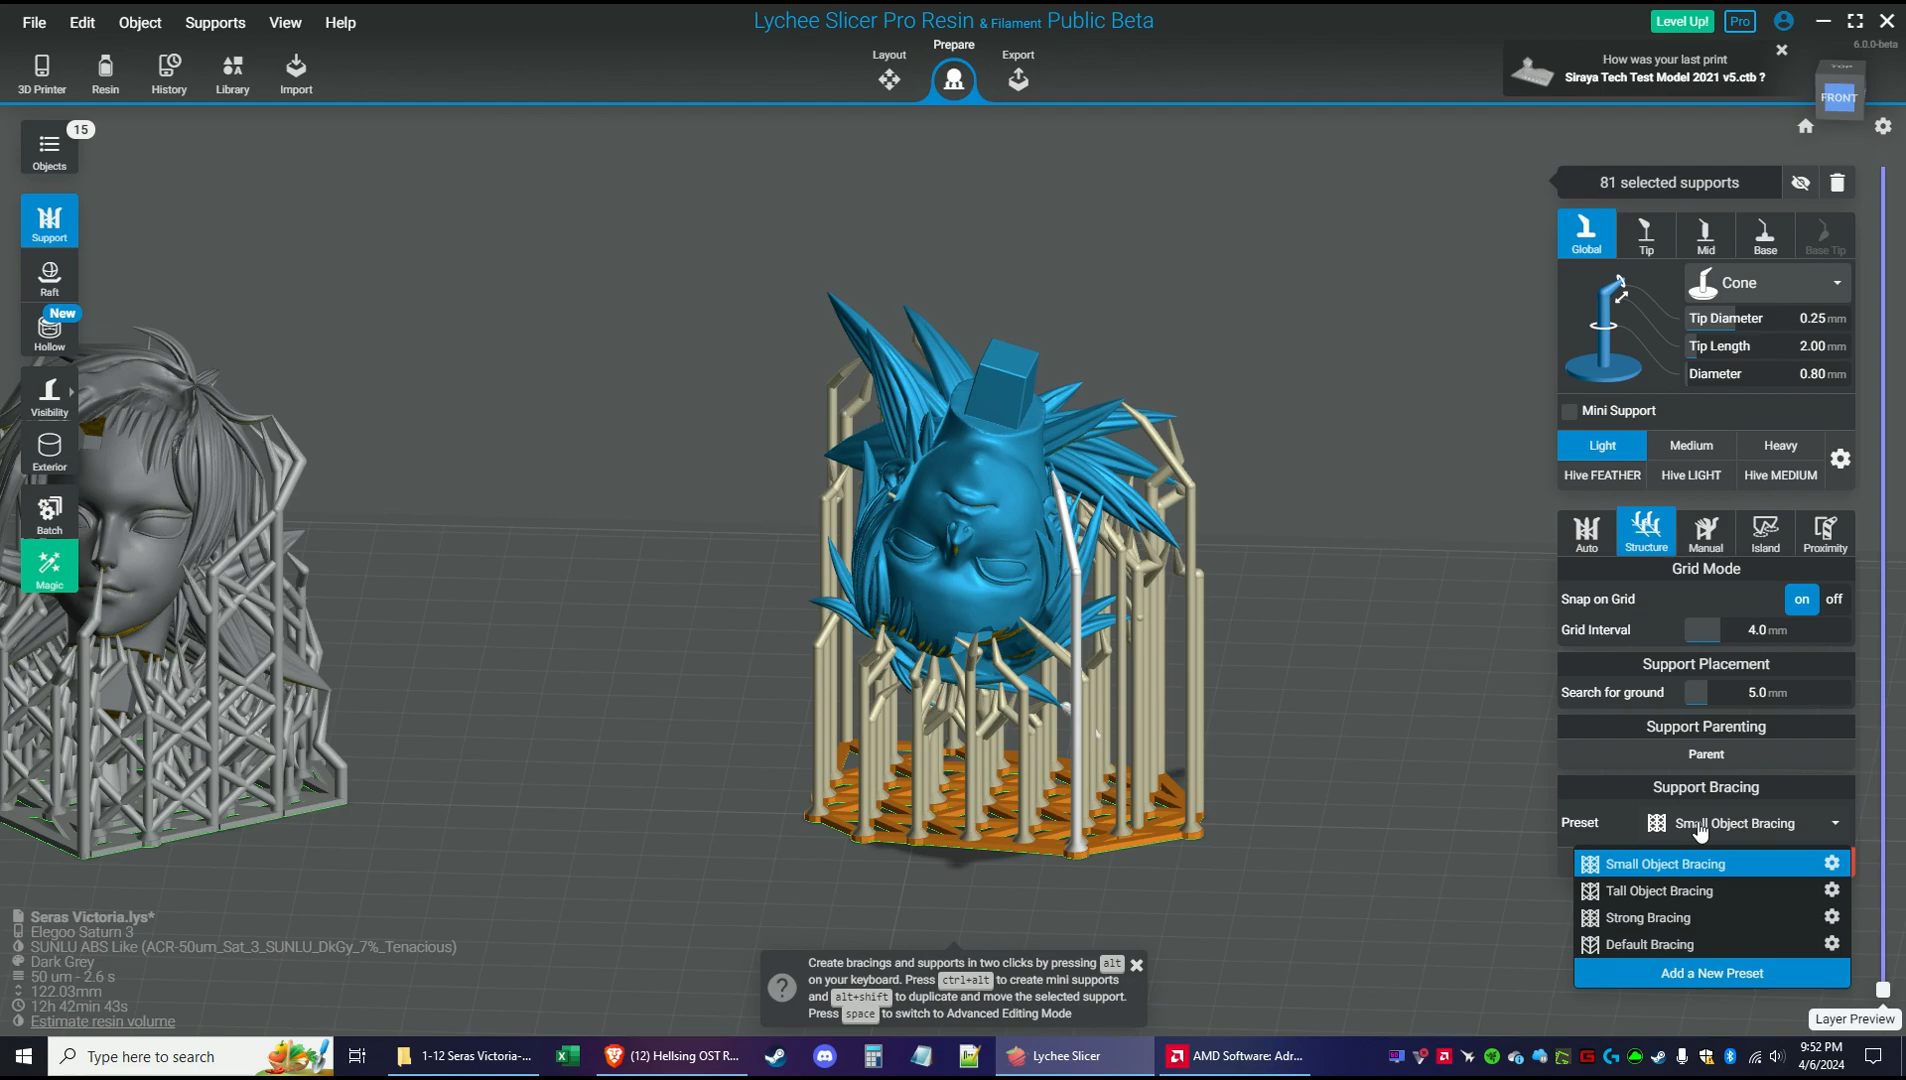 File Edit Object Supports View Help
Lychee Slicer Pro Resin & Filament Public Beta
Level Up! Pro
6.0.0-beta
3D Printer Resin History Library Import
Layout Prepare Export
How was your last print
Siraya Tech Test Model 2021 v5.ctb ?
TOP
FRONT
15
Objects
Support
Raft
New
Hollow
Visibility
Exterior
Batch
Magic
81 selected supports
Global Tip Mid Base Base Tip
Cone
Tip Diameter 0.25 mm
Tip Length 2.00 mm
Diameter 0.80 mm
Mini Support
Light Medium Heavy
Hive FEATHER Hive LIGHT Hive MEDIUM
Auto Structure Manual Island Proximity
Grid Mode
Snap on Grid on off
Grid Interval 4.0 mm
Support Placement
Search for ground 5.0 mm
Support Parenting
Parent
Support Bracing
Preset Small Object Bracing
Small Object Bracing
Tall Object Bracing
Strong Bracing
Default Bracing
Add a New Preset
Layer Preview
Seras Victoria.lys*
Elegoo Saturn 3
SUNLU ABS Like (ACR-50um_Sat_3_SUNLU_DkGy_7%_Tenacious)
Dark Grey
50 um - 2.6 s
122.03mm
12h 42min 43s
Estimate resin volume
Create bracings and supports in two clicks by pressing alt
on your keyboard. Press ctrl+alt to create mini supports
and alt+shift to duplicate and move the selected support.
Press space to switch to Advanced Editing Mode
Type here to search
1-12 Seras Victoria-...
(12) Hellsing OST R...
Lychee Slicer
AMD Software: Adr...
9:52 PM
4/6/2024